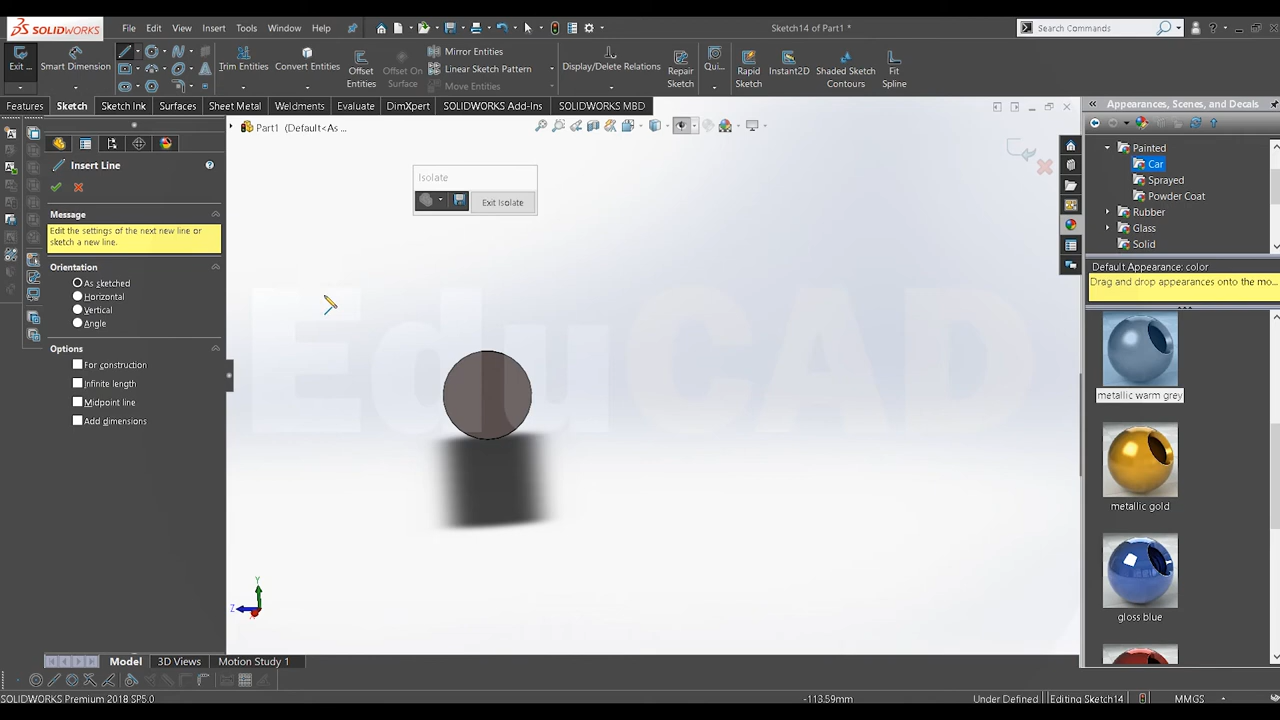 SOLIDWORKS
File Edit View Insert Tools Window Help
Sketch14 of Part1 *
Search Commands
Exit ... Smart Dimension
Trim Entities Convert Entities Offset Entities Offset On Surface
Mirror Entities
Linear Sketch Pattern
Move Entities
Display/Delete Relations Repair Sketch Qui... Rapid Sketch Instant2D Shaded Sketch Contours Fit Spline
Features Sketch Sketch Ink Surfaces Sheet Metal Weldments Evaluate DimXpert SOLIDWORKS Add-Ins SOLIDWORKS MBD
Appearances, Scenes, and Decals
Part1 (Default<As ...
Insert Line
Message
Edit the settings of the next new line or
sketch a new line.
Orientation
As sketched
Horizontal
Vertical
Angle
Options
For construction
Infinite length
Midpoint line
Add dimensions
Isolate
Exit Isolate
EduCAD
Y
Z
Painted
Car
Sprayed
Powder Coat
Rubber
Glass
Solid
Default Appearance: color
Drag and drop appearances onto the mo...
metallic warm grey
metallic gold
gloss blue
Model 3D Views Motion Study 1
SOLIDWORKS Premium 2018 SP5.0
-113.59mm Under Defined Editing Sketch14 MMGS